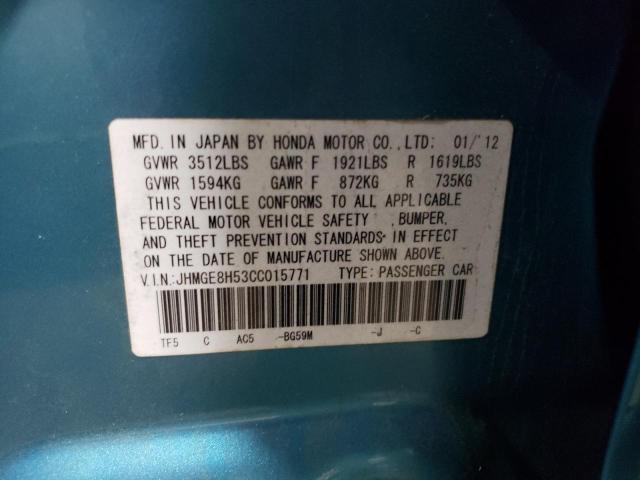 MFD. IN JAPAN BY HONDA MOTOR CO.,LTD: 01/'12
GVWR 3512LBS GAWR F 1921LBS R 1619LBS
GVWR 1594KG GAWR F 872KG R 735KG
THIS VEHICLE CONFORMS TO ALL APPLICABLE
FEDERAL MOTOR VEHICLE SAFETY , BUMPER,
AND THEFT PREVENTION STANDARDS IN EFFECT
ON THE DATE OF MANUFACTURE SHOWN ABOVE.
V.I.N:JHMGE8H53CC015771 TYPE: PASSENGER CAR
TF5 C AC5 -BG59M -J -C